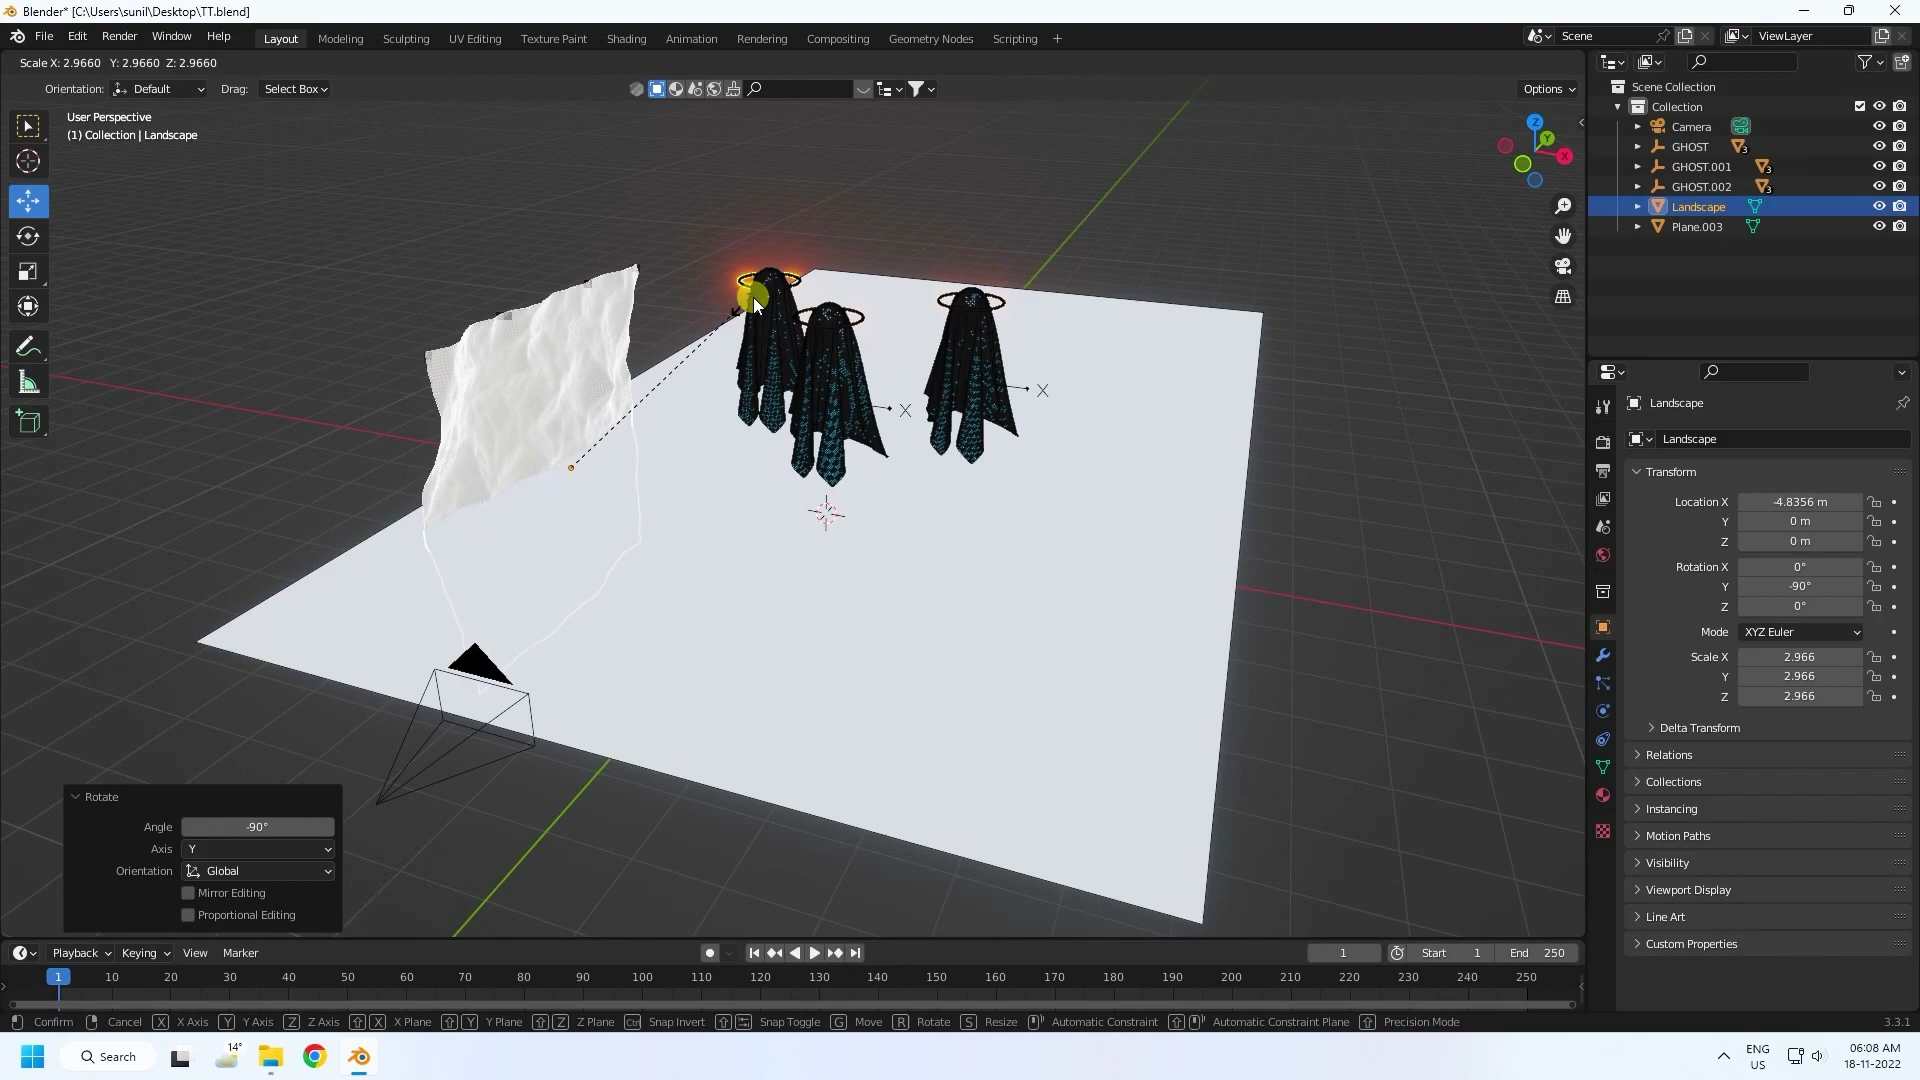 Blender* [C:\Users\sunil\Desktop\TT.blend]
File Edit Render Window Help Layout Modeling Sculpting UV Editing Texture Paint Shading Animation Rendering Compositing Geometry Nodes Scripting + Scene ViewLayer
Scale X: 2.9660 Y: 2.9660 Z: 2.9660
Orientation: Default Drag: Select Box Options
User Perspective
(1) Collection | Landscape
Z
Y
X
X
X
Rotate
Angle -90°
Axis Y
Orientation Global
Mirror Editing
Proportional Editing
Scene Collection
Collection
Camera
GHOST 3
GHOST.001 3
GHOST.002 3
Landscape
Plane.003
Landscape
Landscape
Transform
Location X -4.8356 m
Y 0 m
Z 0 m
Rotation X 0°
Y -90°
Z 0°
Mode XYZ Euler
Scale X 2.966
Y 2.966
Z 2.966
Delta Transform
Relations
Collections
Instancing
Motion Paths
Visibility
Viewport Display
Line Art
Custom Properties
Playback Keying View Marker 1 Start 1 End 250
1 10 20 30 40 50 60 70 80 90 100 110 120 130 140 150 160 170 180 190 200 210 220 230 240 250
Confirm Cancel X X Axis Y Y Axis Z Z Axis X X Plane Y Y Plane Z Z Plane Ctrl Snap Invert Snap Toggle G Move R Rotate S Resize Automatic Constraint Automatic Constraint Plane Precision Mode 3.3.1
Search 14° ENG US 06:08 AM
18-11-2022